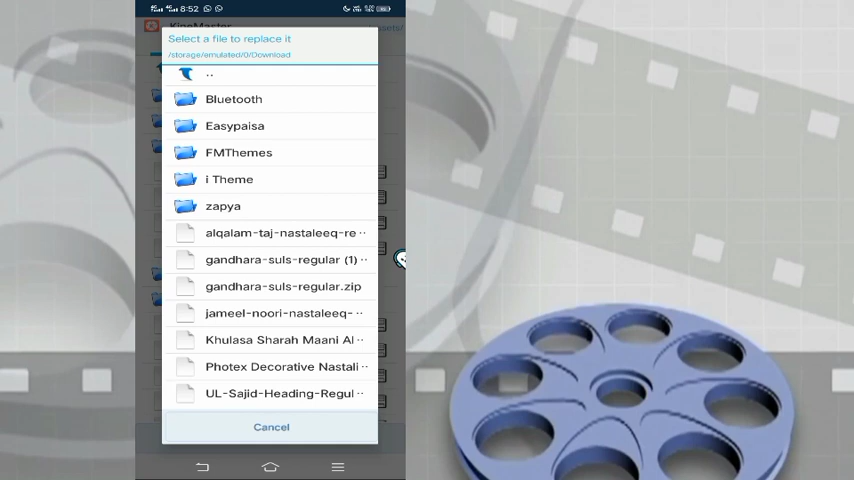 8:52
KineMaster
Select a file to replace it
/storage/emulated/0/Download
..
Bluetooth
Easypaisa
FMThemes
i Theme
zapya
alqalam-taj-nastaleeq-re··
gandhara-suls-regular (1)··
gandhara-suls-regular.zip
jameel-noori-nastaleeq-··
Khulasa Sharah Maani Al··
Photex Decorative Nastali··
UL-Sajid-Heading-Regul··
Cancel